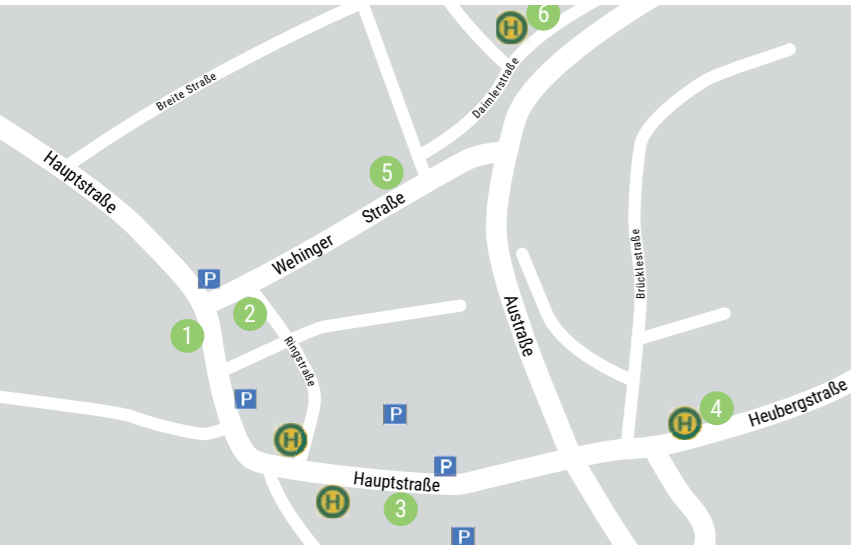 H
6
Daimlerstraße
Breite Straße
Hauptstraße
5
Wehinger Straße
Brücklestraße
P
2
1
Ringstraße
Austraße
P
P
4
H
Heubergstraße
H
P
Hauptstraße
H
3
P